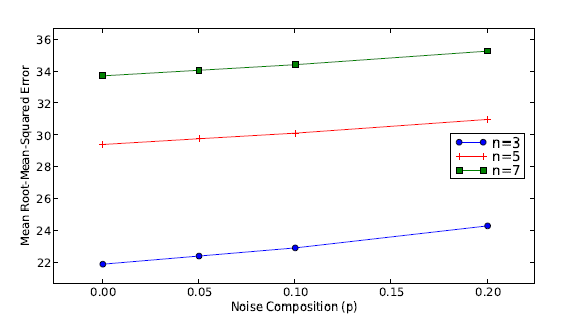 36
34
32
30
28
26
24
22
Mean Root-Mean-Squared Error
n=3
n=5
n=7
0.00 0.05 0.10 0.15 0.20
Noise Composition (p)